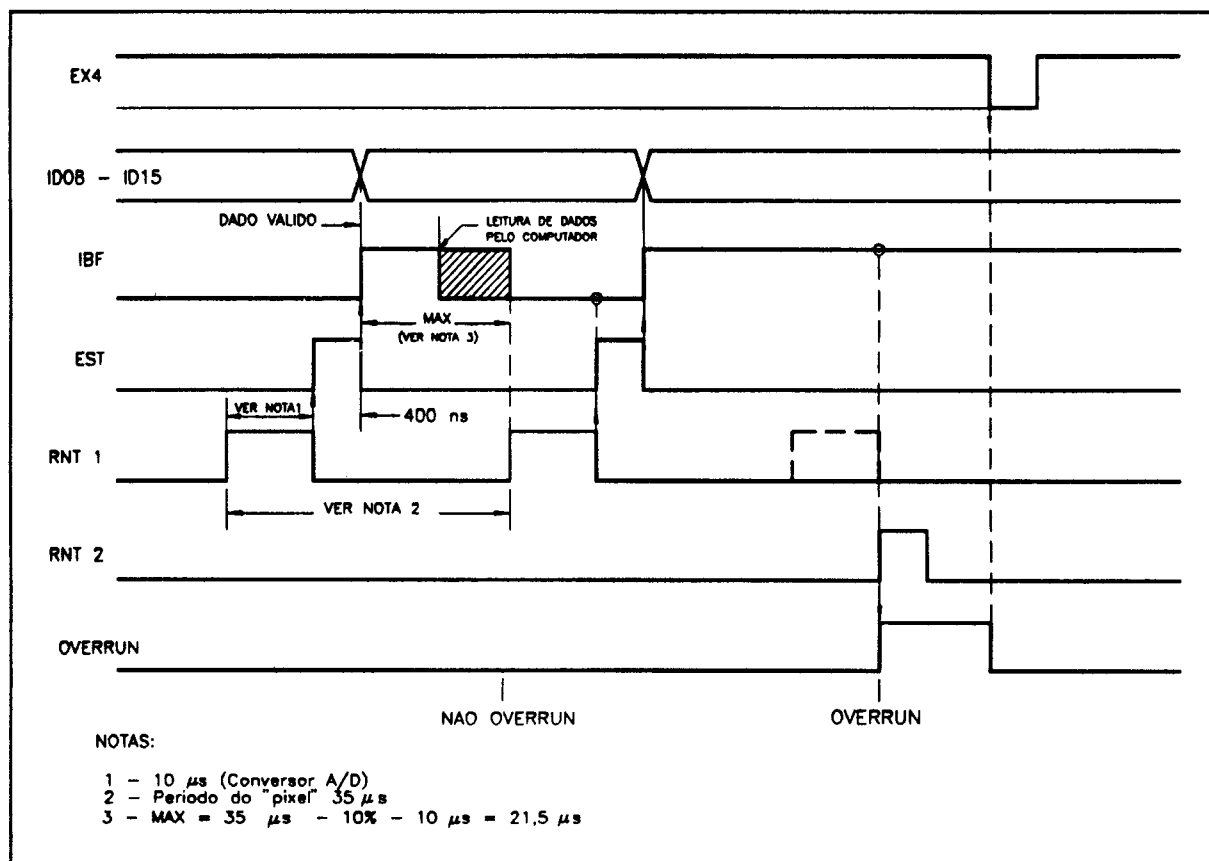 EX4
ID08 - ID15
DADO VALIDO
LEITURA DE DADOS
PELO COMPUTADOR
IBF
MAX
(VER NOTA 3)
EST
VER NOTA1
400 ns
RNT 1
VER NOTA 2
RNT 2
OVERRUN
NAO OVERRUN
OVERRUN
NOTAS:
1 - 10 μs (Conversor A/D)
2 - Periodo do "pixel" 35 μs
3 - MAX = 35 μs - 10% - 10 μs = 21,5 μs